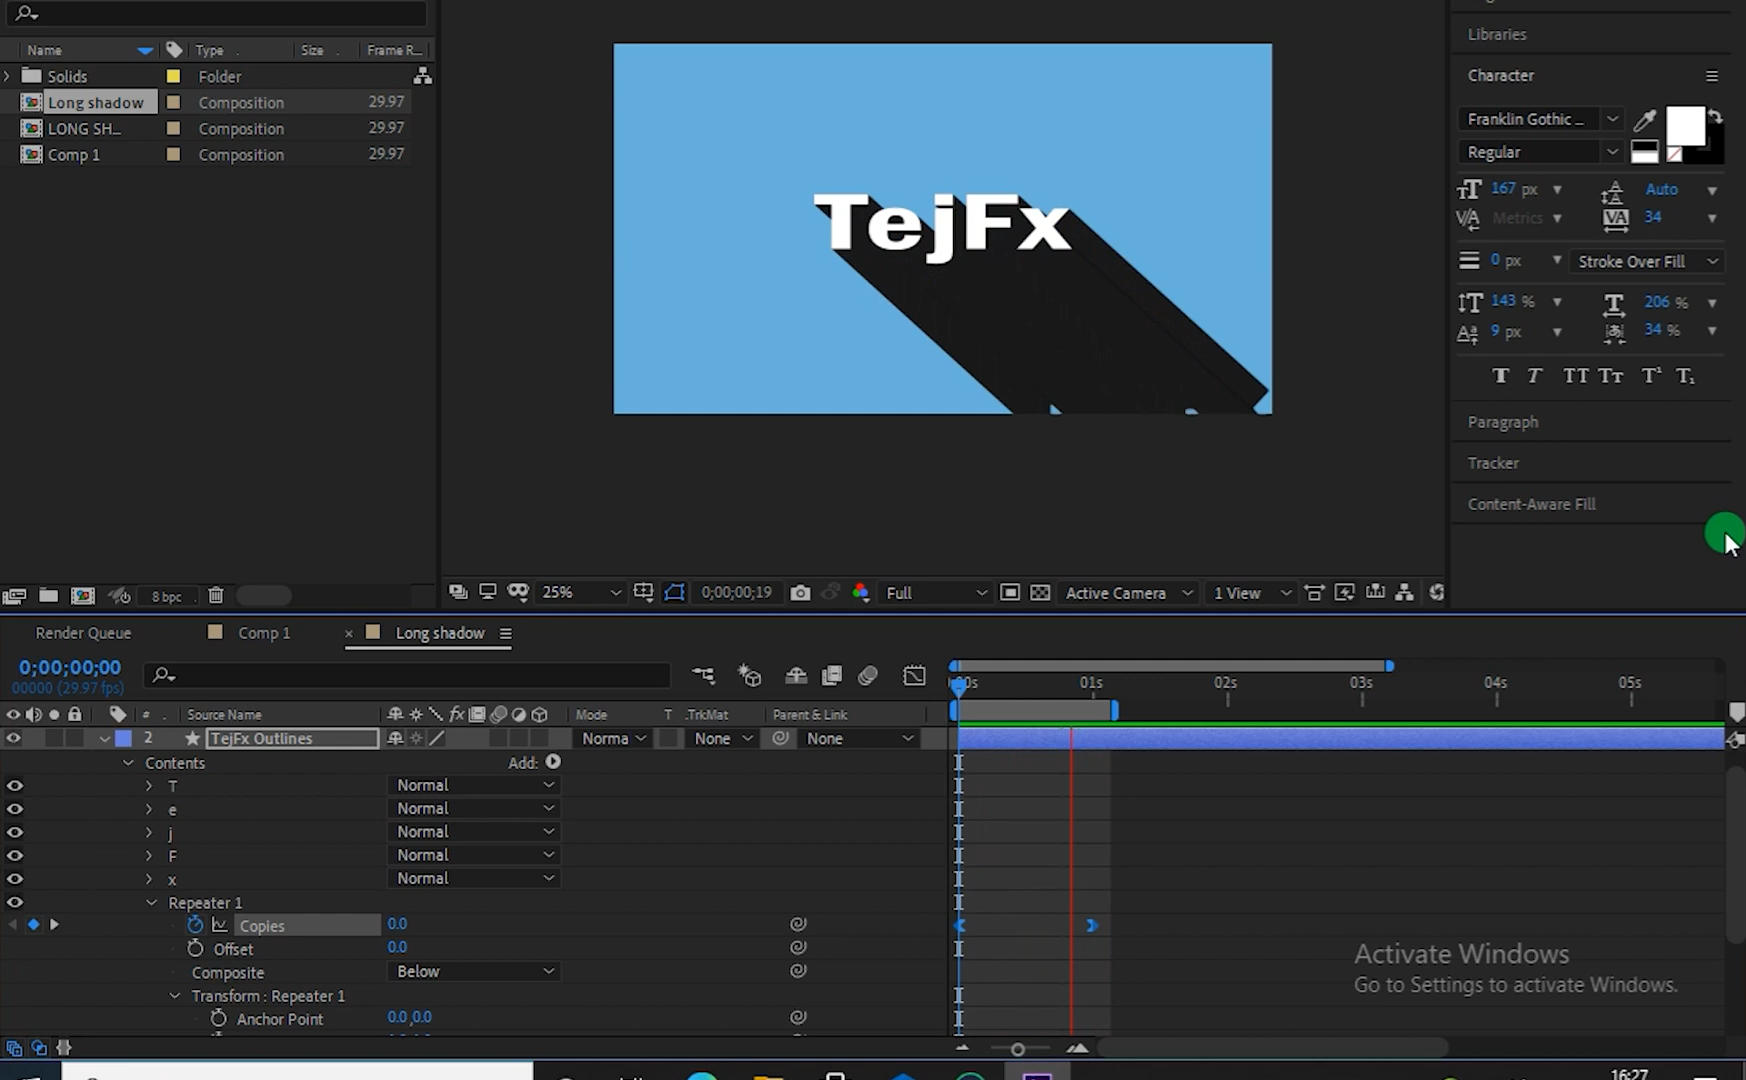 Name Type Size Frame R...
Solids Folder
Long shadow Composition 29.97
LONG SH... Composition 29.97
Comp 1 Composition 29.97
8 bpc
TejFx
25% 0;00;00;19 Full Active Camera 1 View
Libraries
Character
Franklin Gothic ...
Regular
167 px Auto
Metrics 34
0 px Stroke Over Fill
143 % 206 %
9 px 34 %
T T TT Tt T¹ T₁
Paragraph
Tracker
Content-Aware Fill
Render Queue Comp 1 × Long shadow
0;00;00;00
00000 (29.97 fps)
01s 02s 03s 04s 05s
# Source Name fx Mode T .TrkMat Parent & Link
2 TejFx Outlines Norma None None
Contents Add:
T Normal
e Normal
j Normal
F Normal
x Normal
Repeater 1
Copies 0.0
Offset 0.0
Composite Below
Transform : Repeater 1
Anchor Point 0.0,0.0
Activate Windows
Go to Settings to activate Windows.
16:27